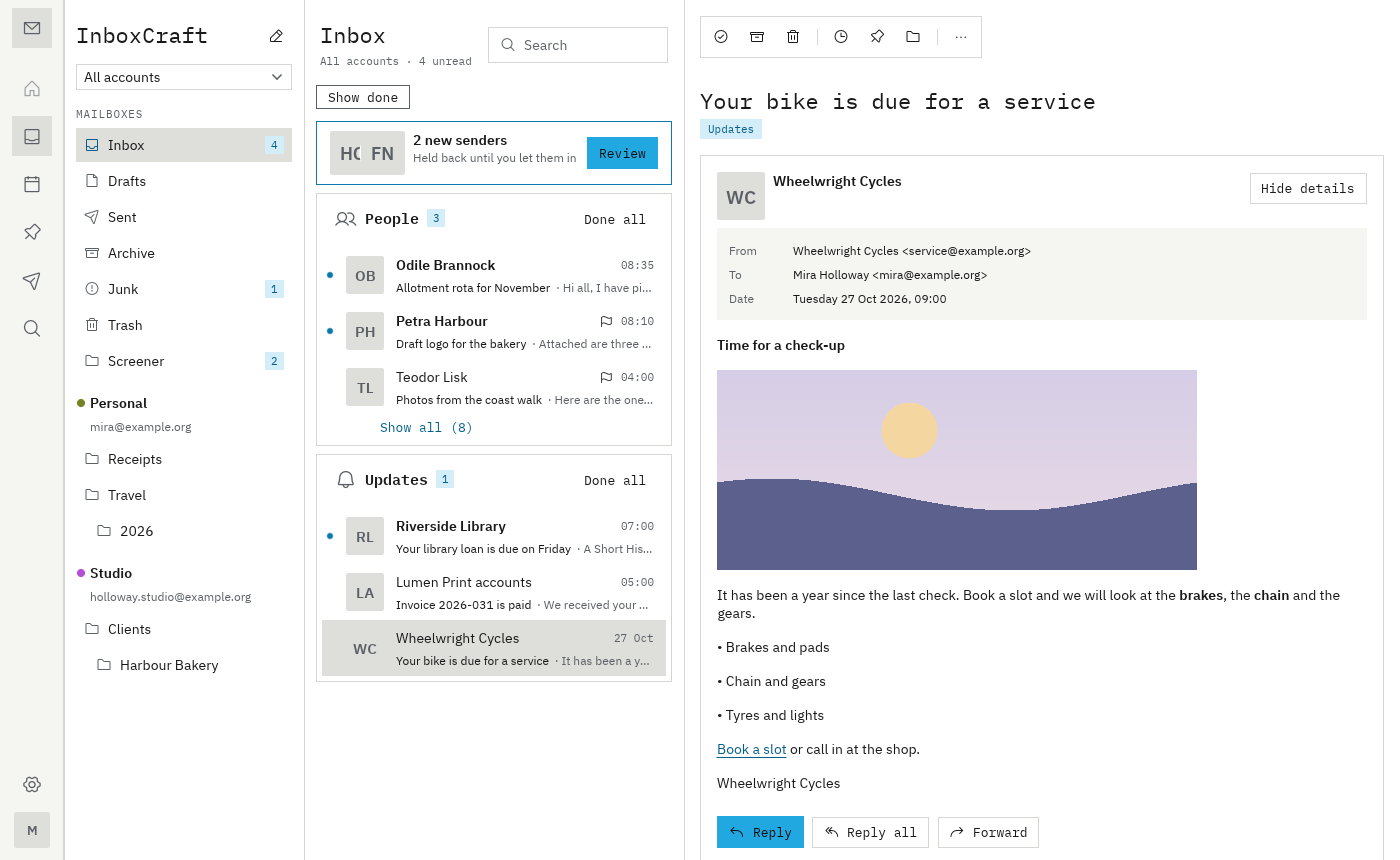 InboxCraft
All accounts
MAILBOXES
Inbox 4
Drafts
Sent
Archive
Junk 1
Trash
Screener 2
Personal
mira@example.org
Receipts
Travel
2026
Studio
holloway.studio@example.org
Clients
Harbour Bakery
M
Inbox
All accounts · 4 unread
Search
Show done
FN
2 new senders
Held back until you let them in
Review
People 3
Done all
OB
Odile Brannock 08:35
Allotment rota for November · Hi all, I have pi…
PH
Petra Harbour 08:10
Draft logo for the bakery · Attached are three …
TL
Teodor Lisk 04:00
Photos from the coast walk · Here are the one…
Show all (8)
Updates 1
Done all
RL
Riverside Library 07:00
Your library loan is due on Friday · A Short His…
LA
Lumen Print accounts 05:00
Invoice 2026-031 is paid · We received your …
WC
Wheelwright Cycles 27 Oct
Your bike is due for a service · It has been a y…
Your bike is due for a service
Updates
WC
Wheelwright Cycles
Hide details
From Wheelwright Cycles <service@example.org>
To Mira Holloway <mira@example.org>
Date Tuesday 27 Oct 2026, 09:00
Time for a check-up
It has been a year since the last check. Book a slot and we will look at the brakes, the chain and the
gears.
• Brakes and pads
• Chain and gears
• Tyres and lights
Book a slot or call in at the shop.
Wheelwright Cycles
Reply
Reply all
Forward